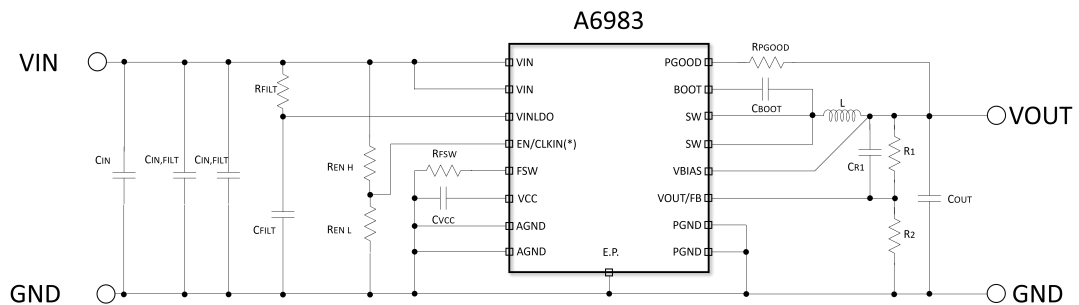 A6983
VIN
VIN
PGOOD
RPGOOD
VIN
BOOT
CBOOT
RFILT
VINLDO
SW
L
VOUT
EN/CLKIN(*)
SW
R1
CIN
CIN,FILT
CIN,FILT
REN H
RFSW
FSW
VBIAS
CR1
VCC
VOUT/FB
COUT
CVCC
CFILT
REN L
AGND
PGND
R2
AGND
E.P.
PGND
GND
GND